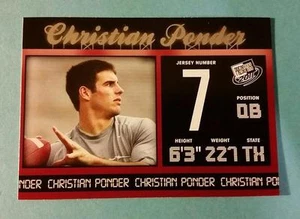 Christian Ponder
JERSEY NUMBER
7
POSITION
QB
HEIGHT WEIGHT STATE
6'3" 227 TX
NDER CHRISTIAN PONDER CHRISTIAN PONDER CHRISTIAN PONDER